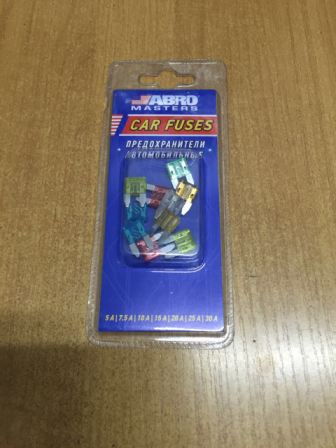 ABRO
MASTERS
CAR FUSES
ПРЕДОХРАНИТЕЛИ
АВТОМОБИЛЬНЫЕ
5 A | 7.5 A | 10 A | 15 A | 20 A | 25 A | 30 A